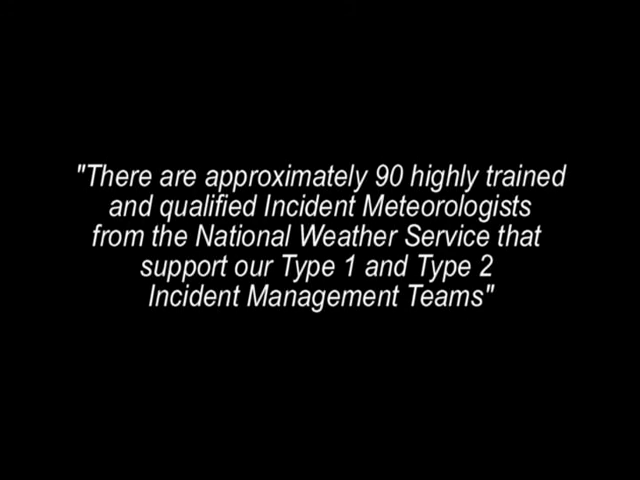 "There are approximately 90 highly trained
and qualified Incident Meteorologists
from the National Weather Service that
support our Type 1 and Type 2
Incident Management Teams"